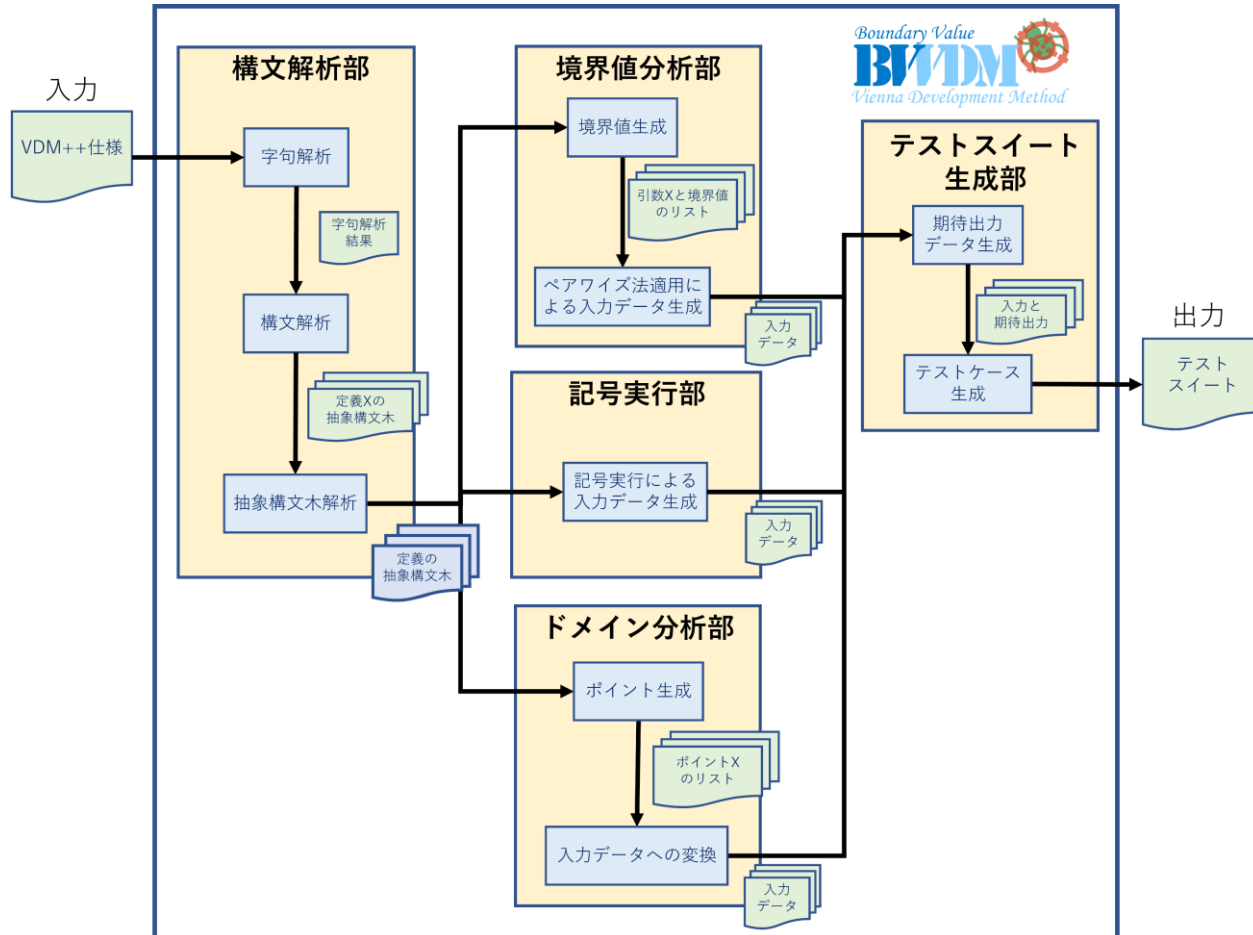 入力
VDM++仕様
構文解析部
字句解析
字句解析
結果
構文解析
定義Xの
抽象構文木
抽象構文木解析
定義の
抽象構文木
境界値分析部
境界値生成
引数Xと境界値
のリスト
ペアワイズ法適用に
よる入力データ生成
入力
データ
記号実行部
記号実行による
入力データ生成
入力
データ
ドメイン分析部
ポイント生成
ポイントX
のリスト
入力データへの変換
入力
データ
Boundary Value
BWDM
Vienna Development Method
テストスイート
生成部
期待出力
データ生成
入力と
期待出力
テストケース
生成
出力
テスト
スイート